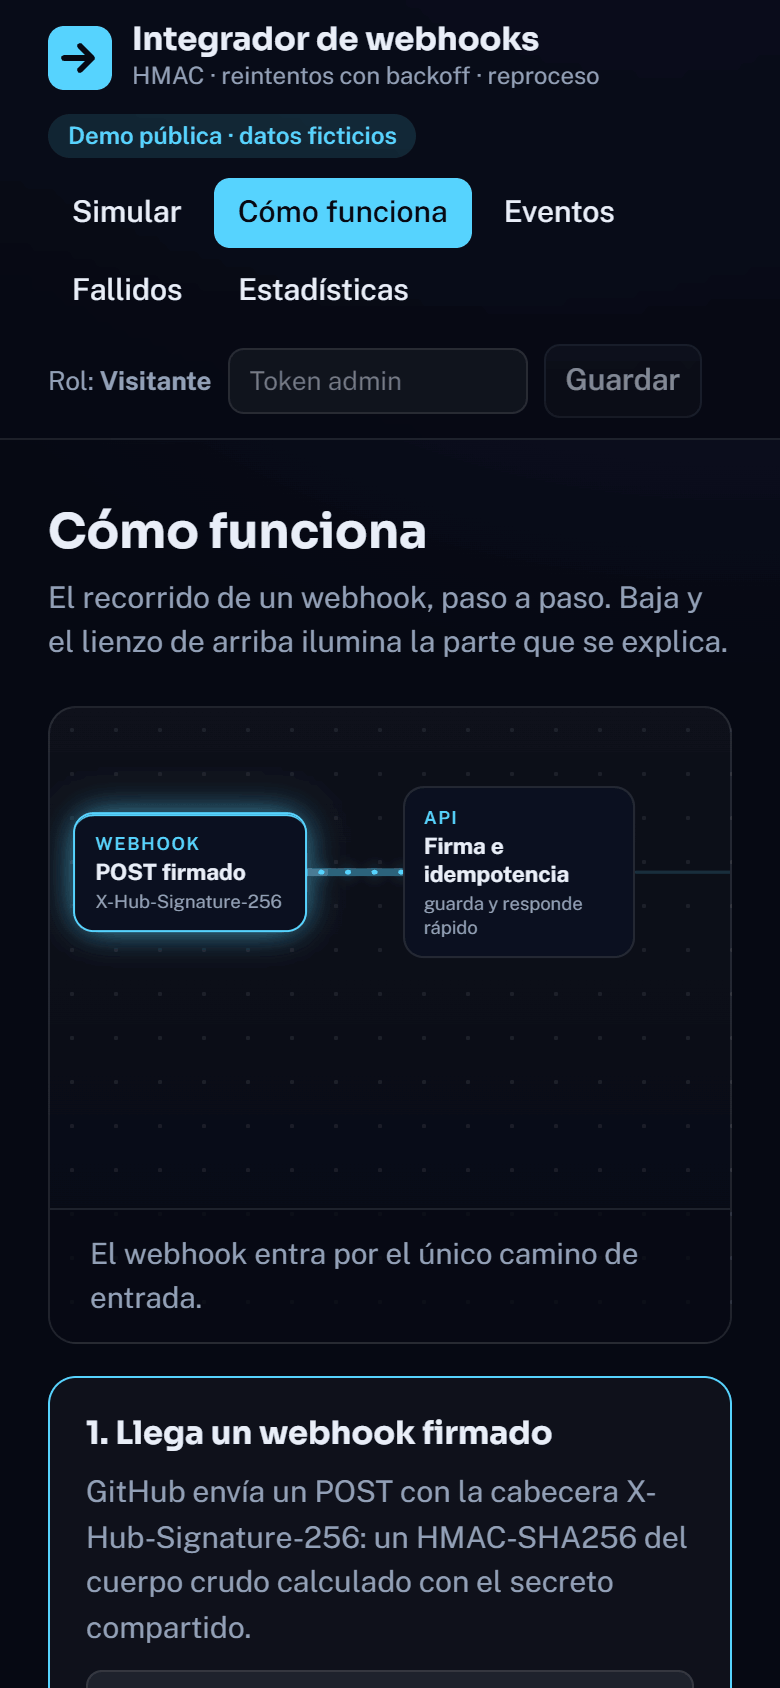 Integrador de webhooks
HMAC · reintentos con backoff · reproceso
Demo pública · datos ficticios
Simular
Cómo funciona
Eventos
Fallidos
Estadísticas
Rol: Visitante
Token admin
Guardar
Cómo funciona
El recorrido de un webhook, paso a paso. Baja y
el lienzo de arriba ilumina la parte que se explica.
WEBHOOK
POST firmado
X-Hub-Signature-256
API
Firma e
idempotencia
guarda y responde
rápido
El webhook entra por el único camino de
entrada.
1. Llega un webhook firmado
GitHub envía un POST con la cabecera X-
Hub-Signature-256: un HMAC-SHA256 del
cuerpo crudo calculado con el secreto
compartido.